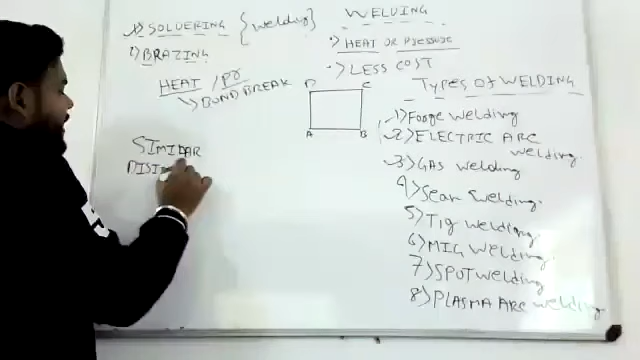 1) SOLDERING { Welding
2) BRAZING
HEAT / Pr
↳ BOND BREAK
SIMILAR
DISI
WELDING
•) HEAT OR PRESSURE
•) LESS COST
D C
A B
Types of WELDING
1) Forge welding
2) ELECTRIC ARC
welding
3) GAS welding
4) Seam welding.
5) Tig welding
6) MIG welding.
7) SPOT welding
8) PLASMA ARC welding